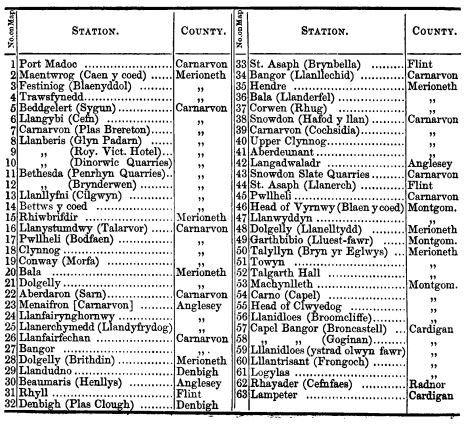 No. on Map
STATION.
COUNTY.
1 Port Madoc .................. Carnarvon
2 Maentwrog (Caen y coed) ........ Merioneth
3 Festiniog (Blaenyddol) ........... „
4 Trawsfynedd .................. „
5 Beddgelert (Sygun) ............ Carnarvon
6 Llangybi (Cefn) ............... „
7 Carnarvon (Plas Brereton) ...... „
8 Llanberis (Glyn Padarn) ........ „
9 „ (Roy. Vict. Hotel)... „
10 „ (Dinorwic Quarries) „
11 Bethesda (Penrhyn Quarries).. „
12 „ (Brynderwen) ......... „
13 Llanllyfni (Cilgwyn) ............ „
14 Bettws y coed .................. „
15 Rhiwbrifdir .................. Merioneth
16 Llanystumdwy (Talarvor) ...... Carnarvon
17 Pwllheli (Bodfaen) ............ „
18 Clynnog ..................... „
19 Conway (Morfa) ............... „
20 Bala ........................ Merioneth
21 Dolgelly ..................... „
22 Aberdaron (Sarn) ............... Carnarvon
23 Menaifron [Carnarvon] ......... Anglesey
24 Llanfairynghornwy ............ „
25 Llanerchymedd (Llandyfrydog) „
26 Llanfairfechan ............... Carnarvon
27 Bangor ..................... „
28 Dolgelly (Brithdin) ............ Merioneth
29 Llandudno .................. Denbigh
30 Beaumaris (Henllys) ............ Anglesey
31 Rhyll ........................ Flint
32 Denbigh (Plas Clough) ......... Denbigh
No. on Map
STATION.
COUNTY.
33 St. Asaph (Brynbella) ......... Flint
34 Bangor (Llanllechid) ............ Carnarvon
35 Hendre ..................... Merioneth
36 Bala (Llanderfel) ............... „
37 Corwen (Rhug) ............... „
38 Snowdon (Hafod y llan) ......... Carnarvon
39 Carnarvon (Cochsidia) ......... „
40 Upper Clynnog ............... „
41 Aberdeunant .................. „
42 Langadwaladr ............... Anglesey
43 Snowdon Slate Quarries ......... Carnarvon
44 St. Asaph (Llanerch) ......... Flint
45 Pwllheli ..................... Carnarvon
46 Head of Vyrnwy (Blaen y coed) Montgom.
47 Llanwyddyn .................. „
48 Dolgelly (Llanelltydd) ......... Merioneth
49 Garthbibio (Lluest-fawr) ...... Montgom.
50 Talyllyn (Bryn yr Eglwys) ... Merioneth
51 Towyn ..................... „
52 Talgarth Hall ............... „
53 Machynlleth .................. Montgom.
54 Carno (Capel) ............... „
55 Head of Clwyedog ............ „
56 Llanidloes (Broomcliffe) ......... „
57 Capel Bangor (Broncastell) ... Cardigan
58 „ „ (Goginan) ......... „
59 Lllanidloes (ystrad olwyn fawr) „
60 Llantrisant (Frongoch) ......... „
61 Logylas ..................... „
62 Rhayader (Cefnfaes) ............ Radnor
63 Lampeter .................. Cardigan